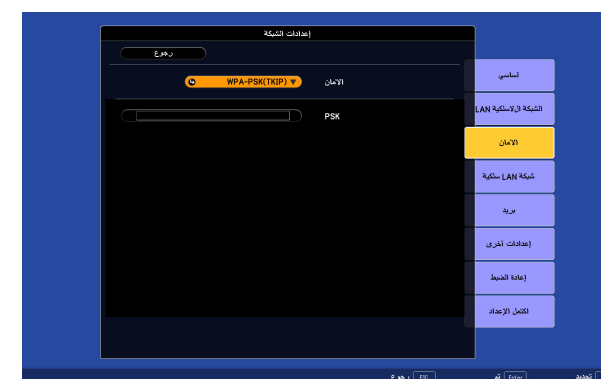 إعدادات الشبكة
رجوع
الأمان
WPA-PSK(TKIP)
PSK
أساسي
الشبكة اللاسلكية LAN
الأمان
شبكة LAN سلكية
بريد
إعدادات أخرى
إعادة الضبط
اكتمل الإعداد
تحديد
Enter تم
ESC رجوع